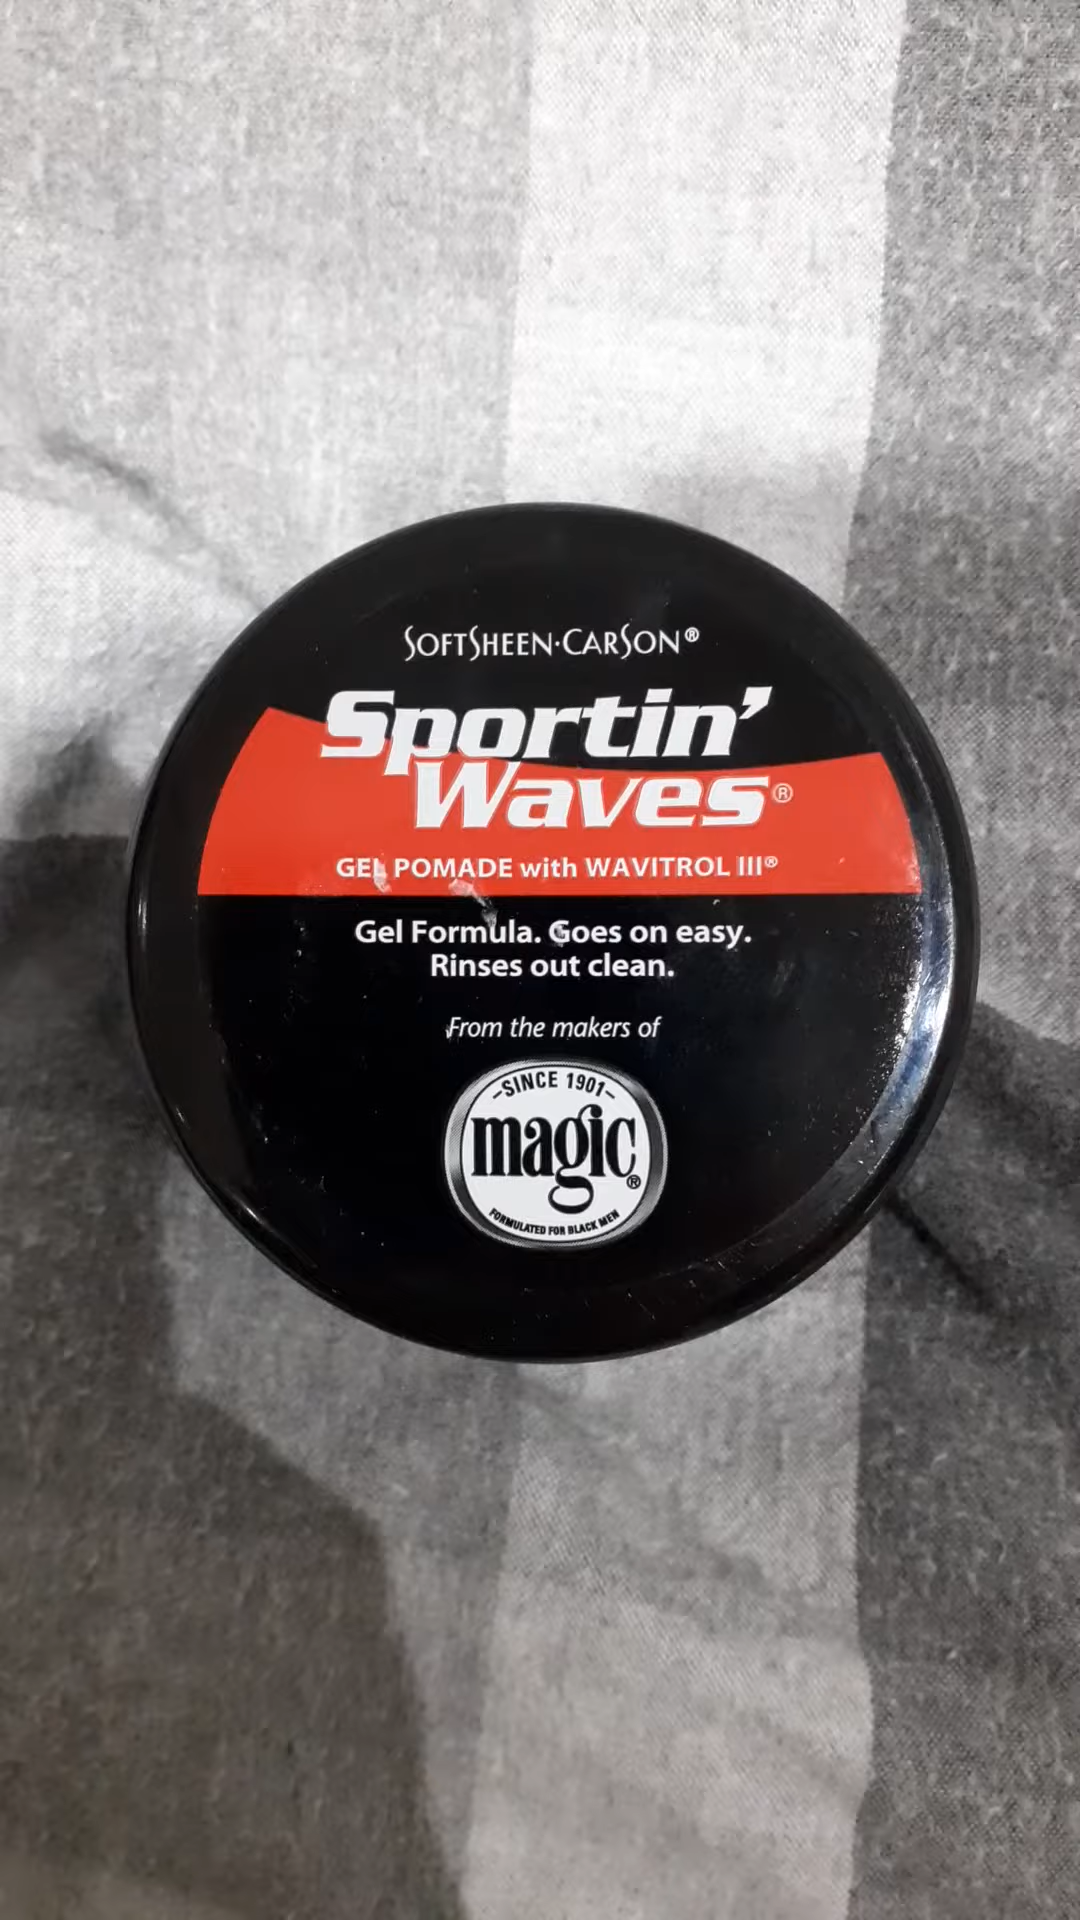 SOFTSHEEN·CARSON®
Sportin'
Waves®
GEL POMADE with WAVITROL III®
Gel Formula. Goes on easy.
Rinses out clean.
From the makers of
–SINCE 1901–
magic®
FORMULATED FOR BLACK MEN